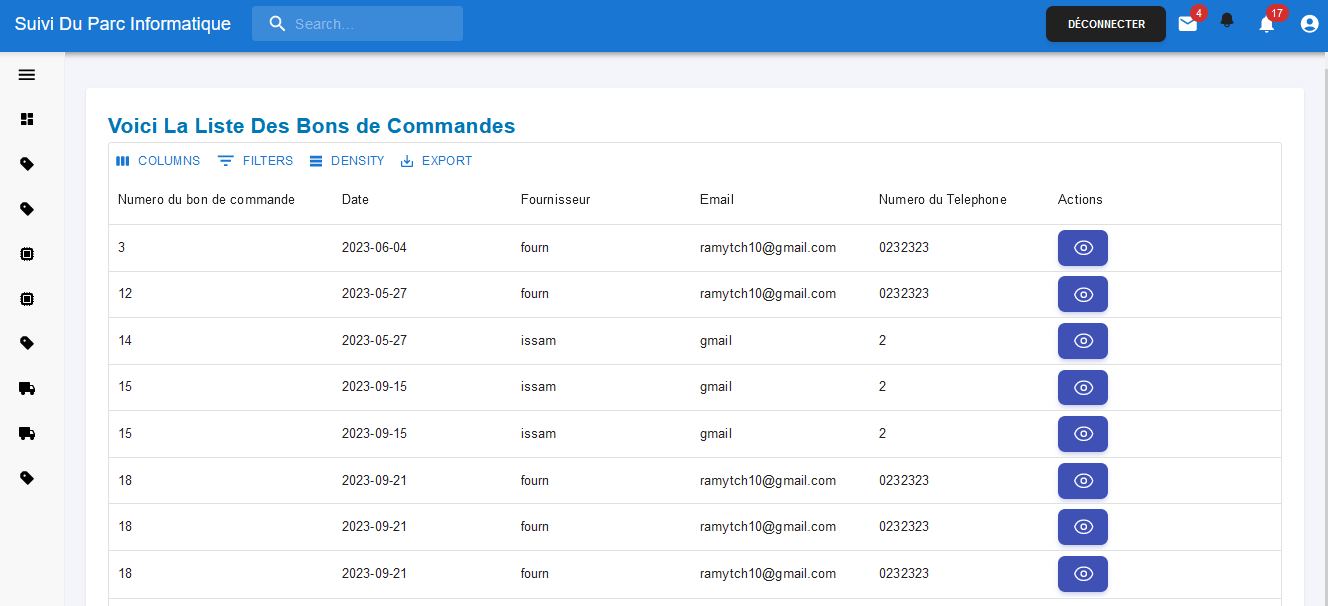 Suivi Du Parc Informatique Search... DÉCONNECTER 4 17
Voici La Liste Des Bons de Commandes
COLUMNS FILTERS DENSITY EXPORT
Numero du bon de commande Date Fournisseur Email Numero du Telephone Actions
3 2023-06-04 fourn ramytch10@gmail.com 0232323
12 2023-05-27 fourn ramytch10@gmail.com 0232323
14 2023-05-27 issam gmail 2
15 2023-09-15 issam gmail 2
15 2023-09-15 issam gmail 2
18 2023-09-21 fourn ramytch10@gmail.com 0232323
18 2023-09-21 fourn ramytch10@gmail.com 0232323
18 2023-09-21 fourn ramytch10@gmail.com 0232323